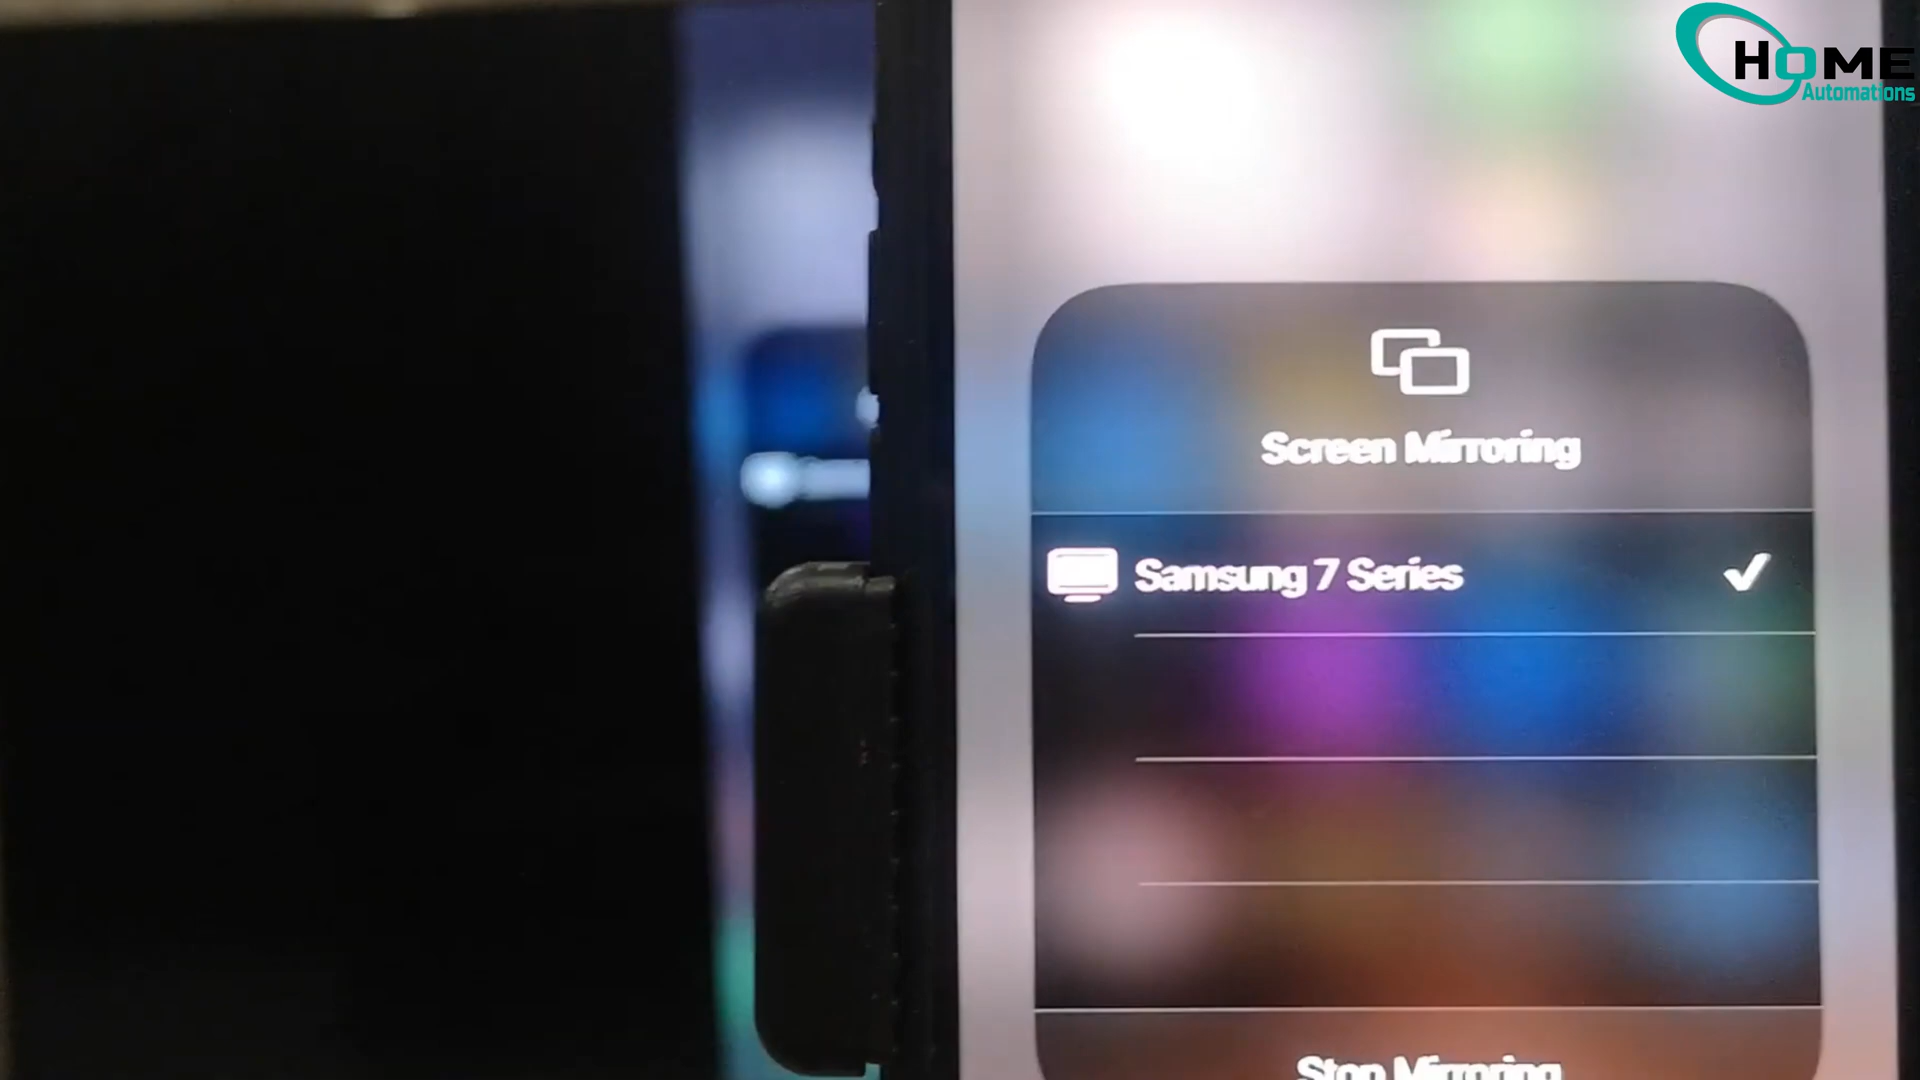 HOME
Automations
Screen Mirroring
Samsung 7 Series
Stop Mirroring